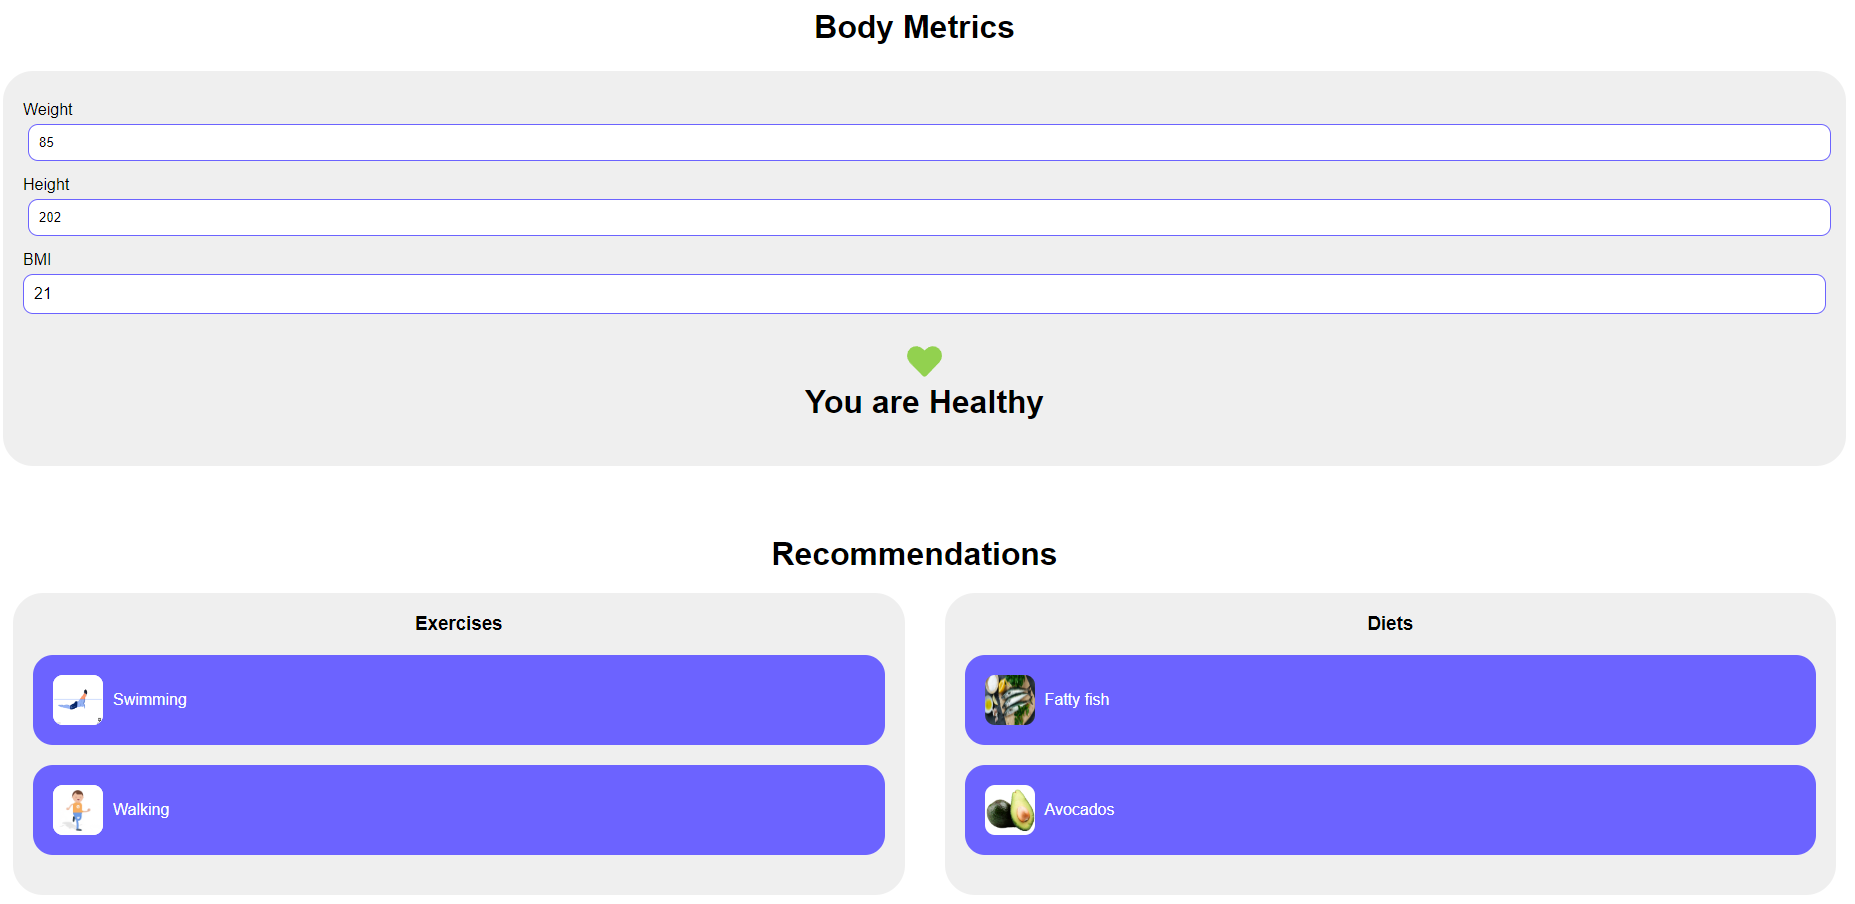 Body Metrics
Weight
85
Height
202
BMI
21
You are Healthy
Recommendations
Exercises
Swimming
Walking
Diets
Fatty fish
Avocados